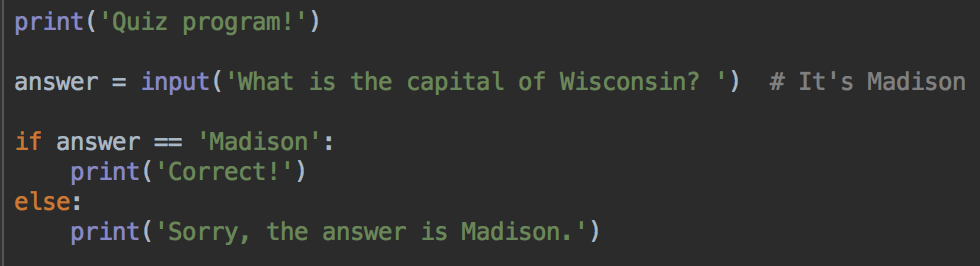 print('Quiz program!')
answer = input('What is the capital of Wisconsin? ')  # It's Madison
if answer == 'Madison':
    print('Correct!')
else:
    print('Sorry, the answer is Madison.')